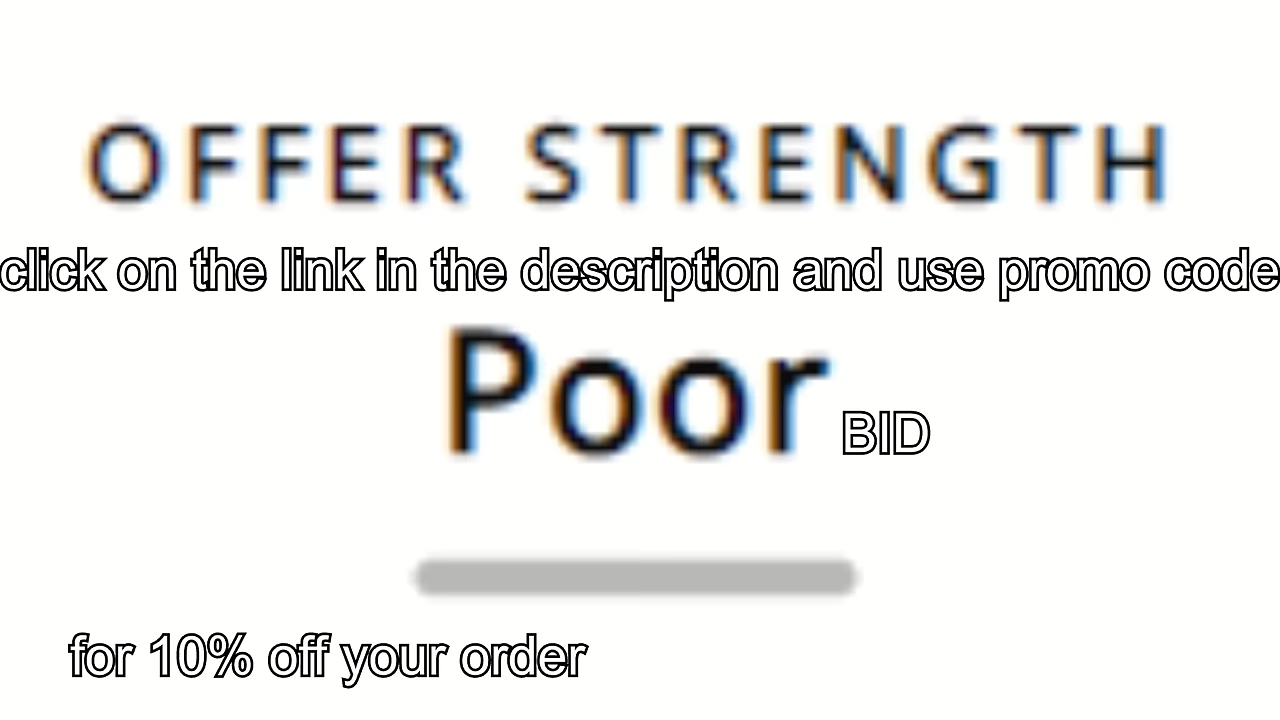 OFFER STRENGTH
click on the link in the description and use promo code
Poor BID
for 10% off your order